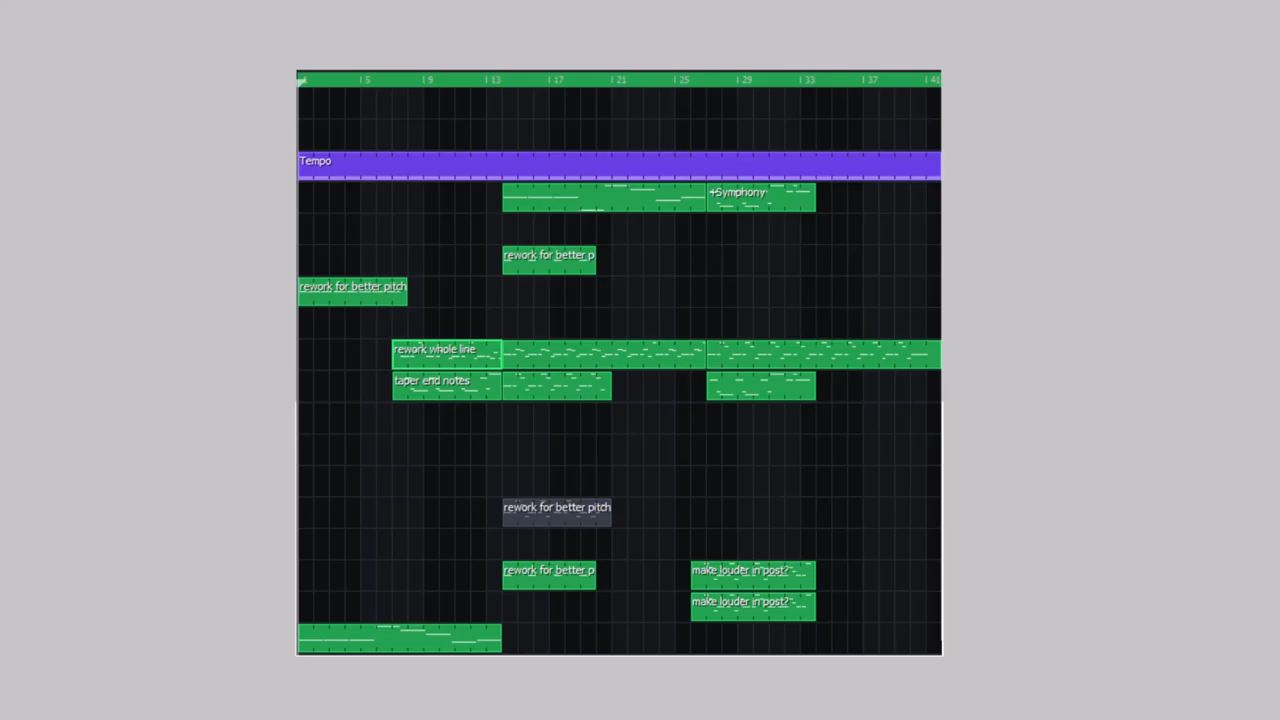 5 9 13 17 21 25 29 33 37 41
Tempo
+Symphony
rework for better p
rework for better pitch
rework whole line
taper end notes
rework for better pitch
rework for better p
make louder in post?
make louder in post?